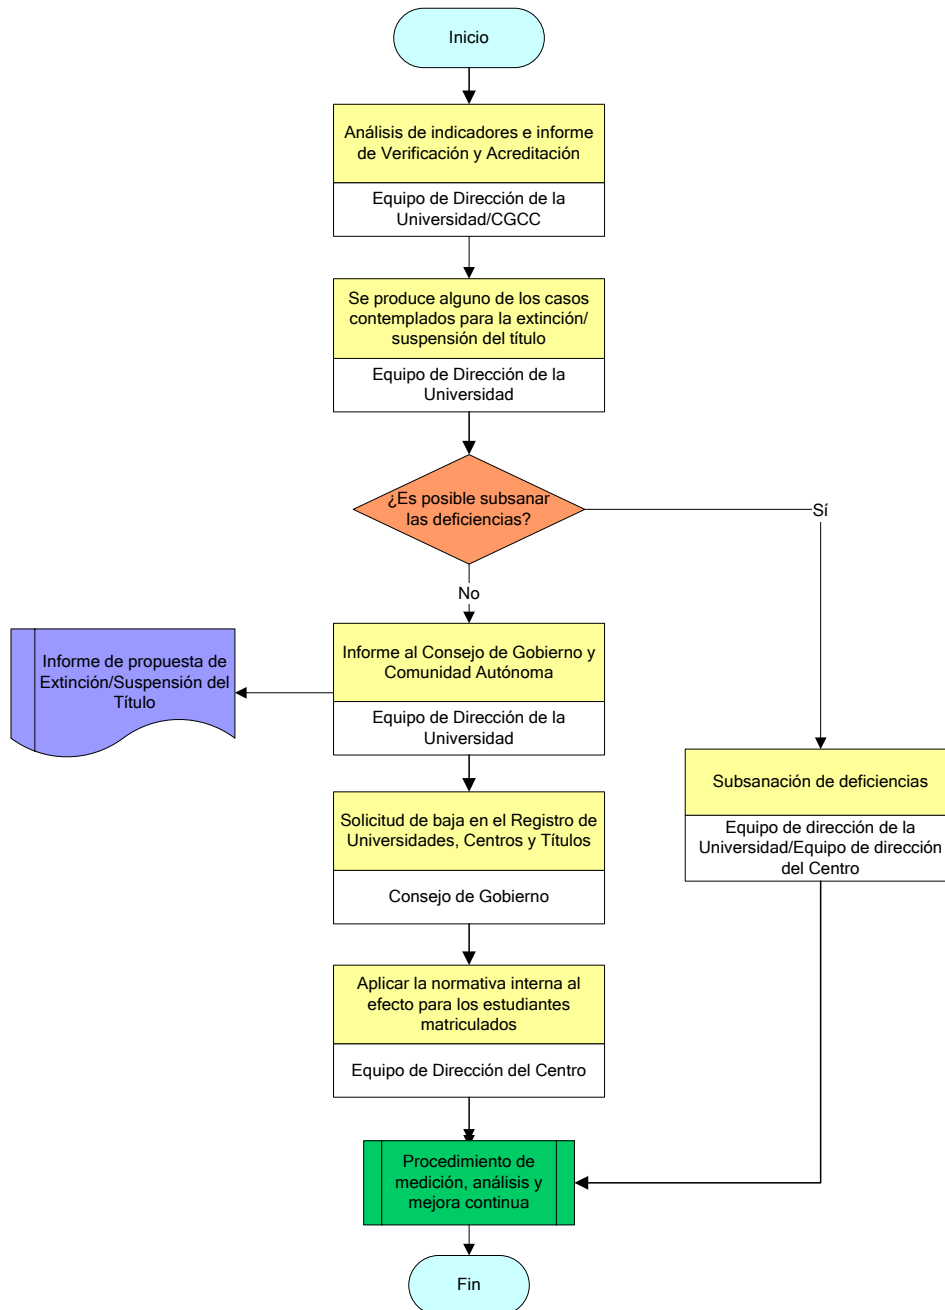 Inicio
Análisis de indicadores e informe
de Verificación y Acreditación
Equipo de Dirección de la
Universidad/CGCC
Se produce alguno de los casos
contemplados para la extinción/
suspensión del título
Equipo de Dirección de la
Universidad
¿Es posible subsanar
las deficiencias?
Sí
No
Informe de propuesta de
Extinción/Suspensión del
Título
Informe al Consejo de Gobierno y
Comunidad Autónoma
Equipo de Dirección de la
Universidad
Solicitud de baja en el Registro de
Universidades, Centros y Títulos
Consejo de Gobierno
Subsanación de deficiencias
Equipo de dirección de la
Universidad/Equipo de dirección
del Centro
Aplicar la normativa interna al
efecto para los estudiantes
matriculados
Equipo de Dirección del Centro
Procedimiento de
medición, análisis y
mejora continua
Fin